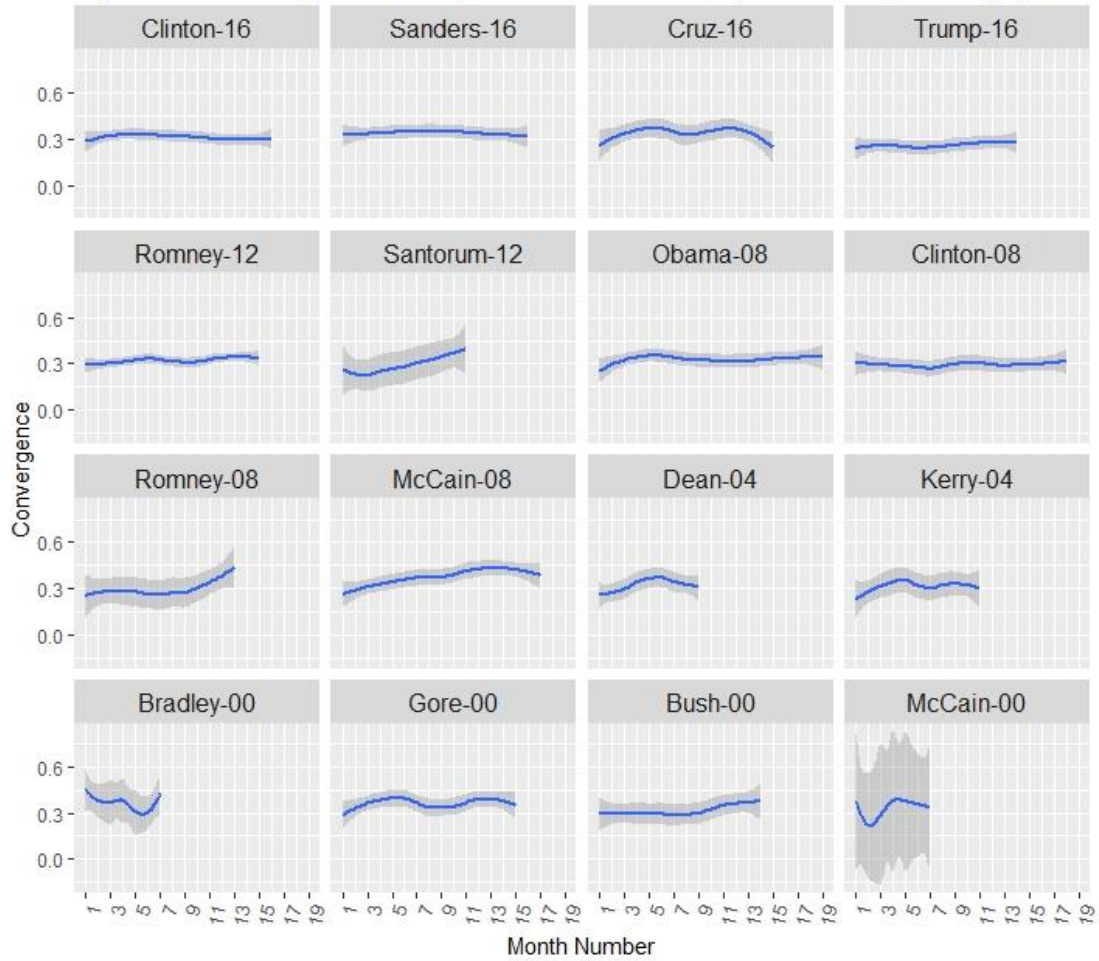 Clinton-16 Sanders-16 Cruz-16 Trump-16
0.6
0.3
0.0
Romney-12 Santorum-12 Obama-08 Clinton-08
0.6
0.3
0.0
Convergence
Romney-08 McCain-08 Dean-04 Kerry-04
0.6
0.3
0.0
Bradley-00 Gore-00 Bush-00 McCain-00
0.6
0.3
0.0
1 3 5 7 9 11 13 15 17 19 1 3 5 7 9 11 13 15 17 19 1 3 5 7 9 11 13 15 17 19 1 3 5 7 9 11 13 15 17 19
Month Number